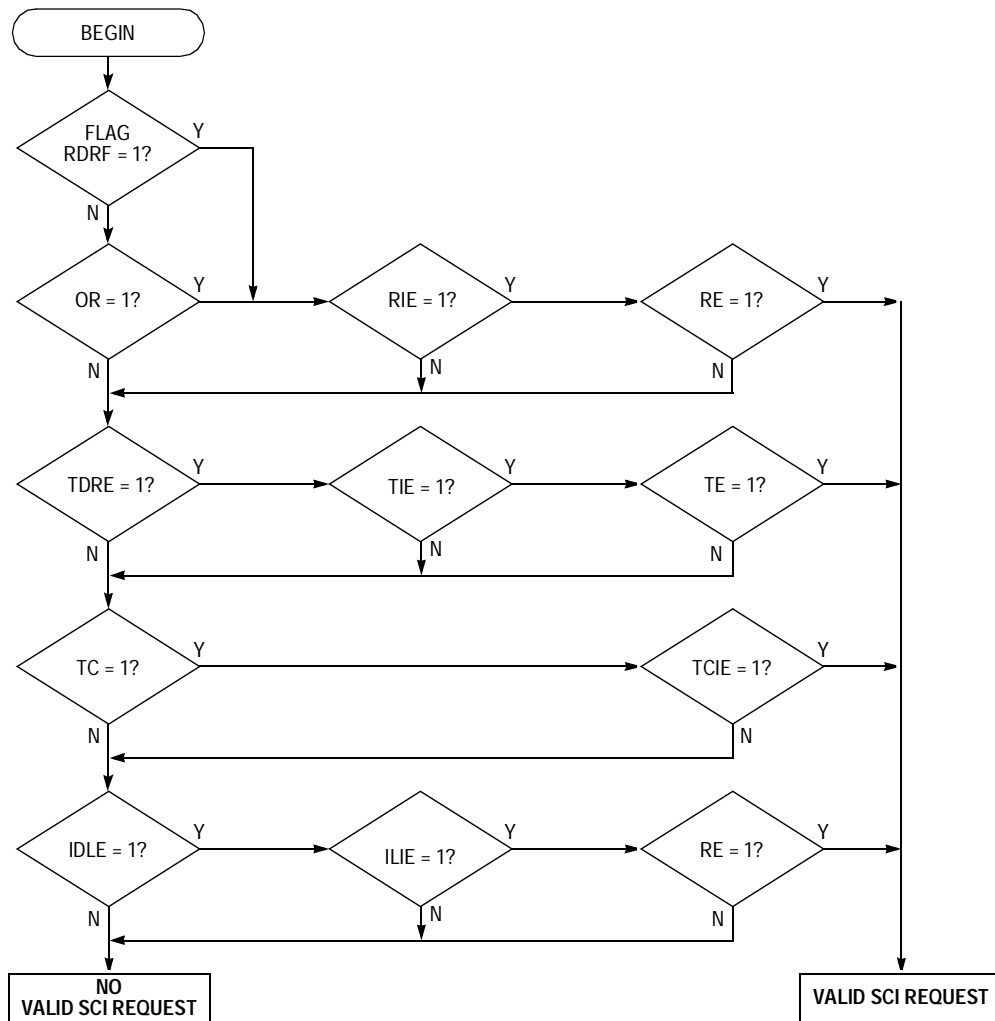 BEGIN
FLAG
RDRF = 1?
Y
N
OR = 1?
Y
N
RIE = 1?
Y
N
RE = 1?
Y
N
TDRE = 1?
Y
N
TIE = 1?
Y
N
TE = 1?
Y
N
TC = 1?
Y
N
TCIE = 1?
Y
N
IDLE = 1?
Y
N
ILIE = 1?
Y
N
RE = 1?
Y
N
NO
VALID SCI REQUEST
VALID SCI REQUEST